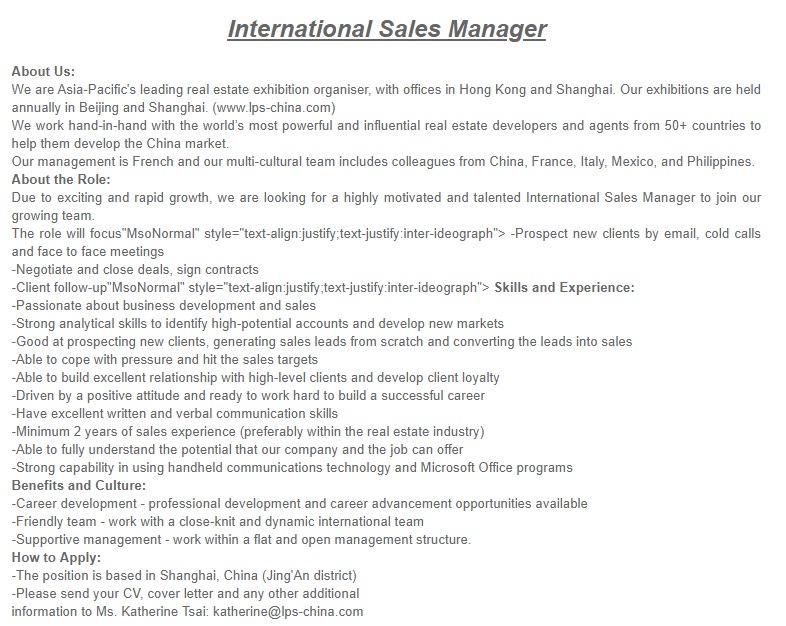 International Sales Manager
About Us:
We are Asia-Pacific's leading real estate exhibition organiser, with offices in Hong Kong and Shanghai. Our exhibitions are held
annually in Beijing and Shanghai. (www.lps-china.com)
We work hand-in-hand with the world's most powerful and influential real estate developers and agents from 50+ countries to
help them develop the China market.
Our management is French and our multi-cultural team includes colleagues from China, France, Italy, Mexico, and Philippines.
About the Role:
Due to exciting and rapid growth, we are looking for a highly motivated and talented International Sales Manager to join our
growing team.
The role will focus"MsoNormal" style="text-align:justify;text-justify:inter-ideograph"> -Prospect new clients by email, cold calls
and face to face meetings
-Negotiate and close deals, sign contracts
-Client follow-up"MsoNormal" style="text-align:justify;text-justify:inter-ideograph"> Skills and Experience:
-Passionate about business development and sales
-Strong analytical skills to identify high-potential accounts and develop new markets
-Good at prospecting new clients, generating sales leads from scratch and converting the leads into sales
-Able to cope with pressure and hit the sales targets
-Able to build excellent relationship with high-level clients and develop client loyalty
-Driven by a positive attitude and ready to work hard to build a successful career
-Have excellent written and verbal communication skills
-Minimum 2 years of sales experience (preferably within the real estate industry)
-Able to fully understand the potential that our company and the job can offer
-Strong capability in using handheld communications technology and Microsoft Office programs
Benefits and Culture:
-Career development - professional development and career advancement opportunities available
-Friendly team - work with a close-knit and dynamic international team
-Supportive management - work within a flat and open management structure.
How to Apply:
-The position is based in Shanghai, China (Jing'An district)
-Please send your CV, cover letter and any other additional
information to Ms. Katherine Tsai: katherine@lps-china.com